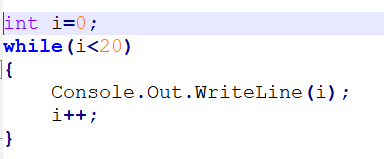 int i=0;
while(i<20)
{
    Console.Out.WriteLine(i);
    i++;
}